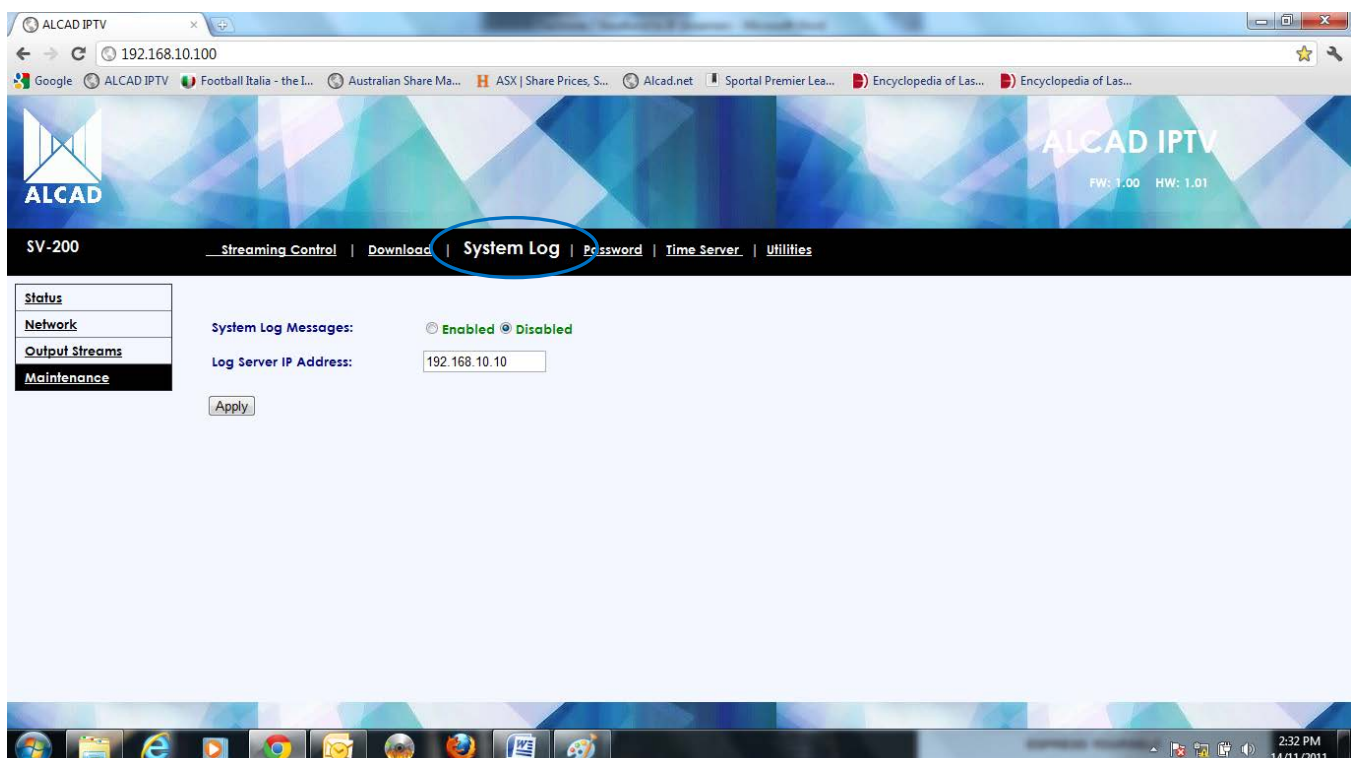 ALCAD IPTV
192.168.10.100
Google ALCAD IPTV Football Italia - the I... Australian Share Ma... ASX | Share Prices, S... Alcad.net Sportal Premier Lea... Encyclopedia of Las... Encyclopedia of Las...
ALCAD
ALCAD IPTV
FW: 1.00 HW: 1.01
SV-200
Streaming Control | Download | System Log | Password | Time Server | Utilities
Status
Network
Output Streams
Maintenance
System Log Messages: Enabled Disabled
Log Server IP Address: 192.168.10.10
Apply
2:32 PM
14/11/2011